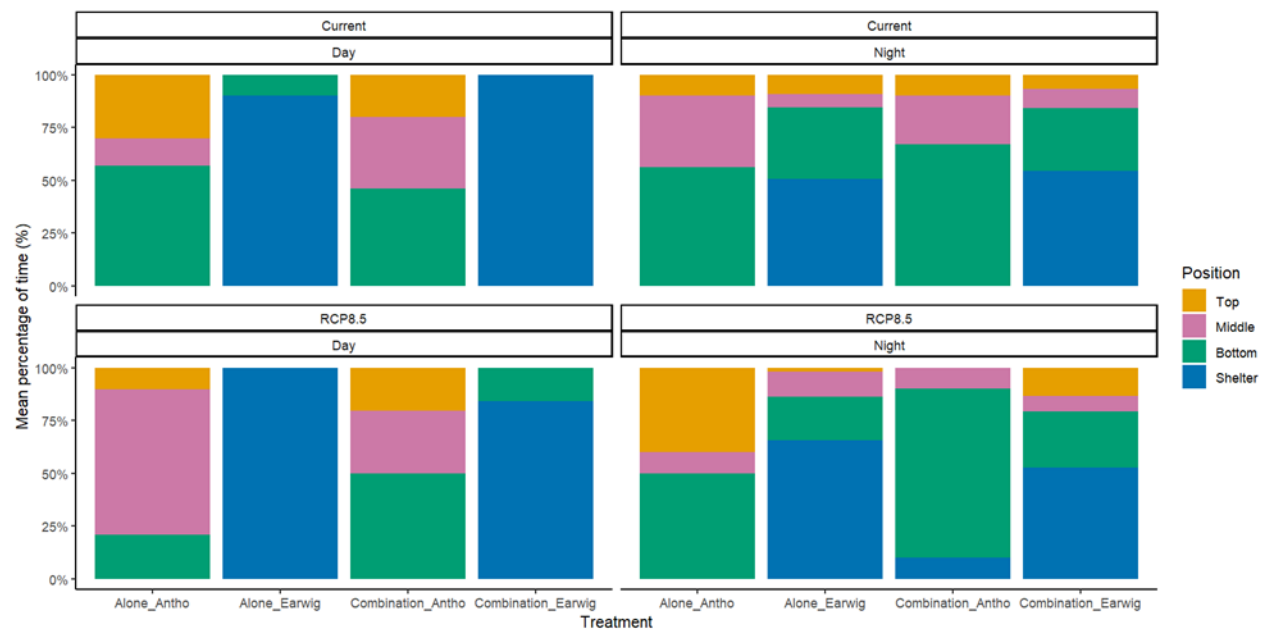 Current
Current
Day
Night
100%
75%
50%
25%
0%
RCP8.5
RCP8.5
Day
Night
100%
75%
50%
25%
0%
Mean percentage of time (%)
Alone_Antho
Alone_Earwig
Combination_Antho
Combination_Earwig
Alone_Antho
Alone_Earwig
Combination_Antho
Combination_Earwig
Treatment
Position
Top
Middle
Bottom
Shelter